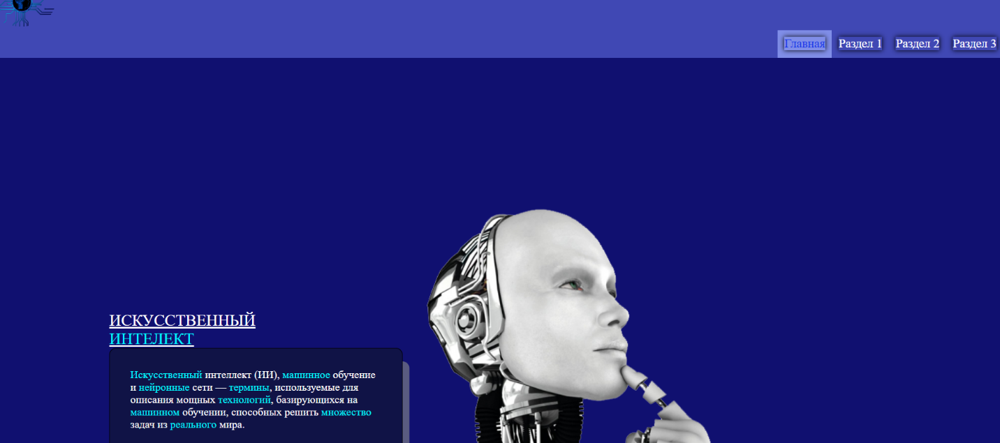 Главная Раздел 1 Раздел 2 Раздел 3
ИСКУССТВЕННЫЙ
ИНТЕЛЕКТ
Искусственный интеллект (ИИ), машинное обучение
и нейронные сети — термины, используемые для
описания мощных технологий, базирующихся на
машинном обучении, способных решить множество
задач из реального мира.